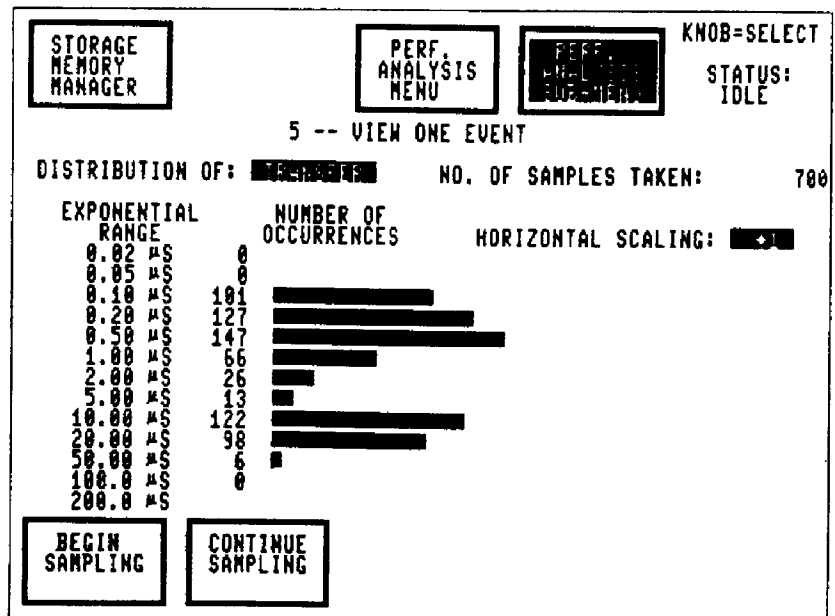 STORAGE
MEMORY
MANAGER
PERF.
ANALYSIS
MENU
KNOB=SELECT
STATUS:
IDLE
5 -- VIEW ONE EVENT
DISTRIBUTION OF:
NO. OF SAMPLES TAKEN: 700
EXPONENTIAL
RANGE
NUMBER OF
OCCURRENCES
HORIZONTAL SCALING:
0.02 µS 0
0.05 µS 0
0.10 µS 101
0.20 µS 127
0.50 µS 147
1.00 µS 66
2.00 µS 26
5.00 µS 13
10.00 µS 122
20.00 µS 98
50.00 µS 6
100.0 µS 0
200.0 µS
BEGIN
SAMPLING
CONTINUE
SAMPLING